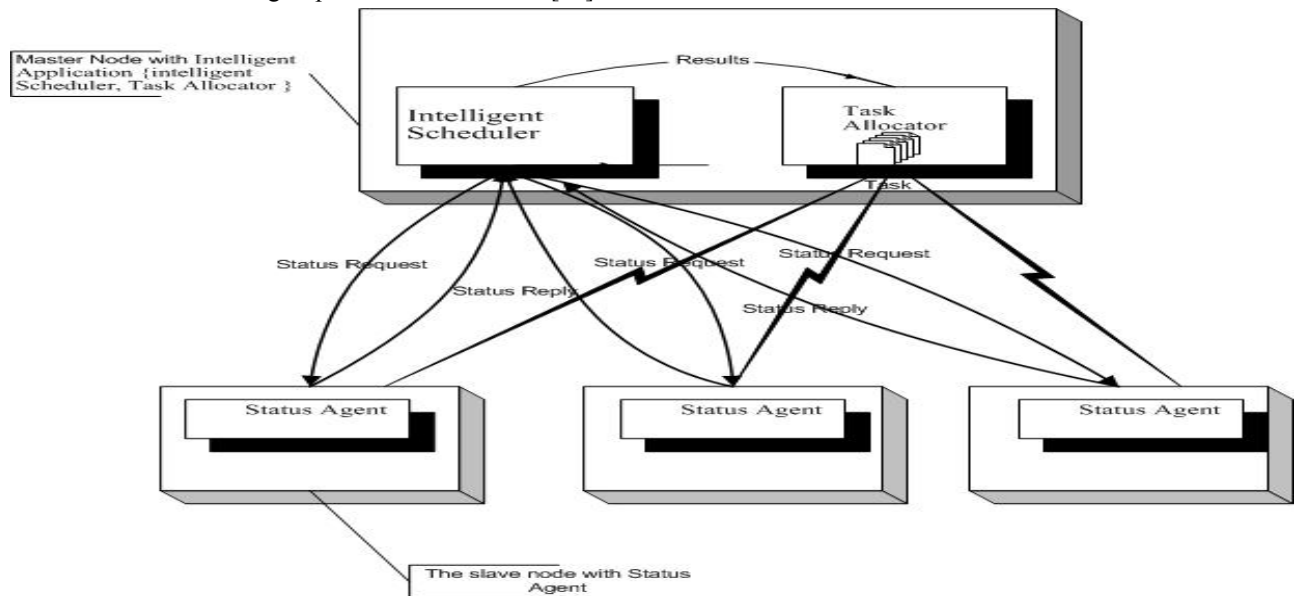 Master Node with Intelligent
Application {intelligent
Scheduler, Task Allocator }
Results
Intelligent
Scheduler
Task
Allocator
Task
Status Request
Status Request
Status Request
Status Reply
Status Reply
Status Agent
Status Agent
Status Agent
The slave node with Status
Agent